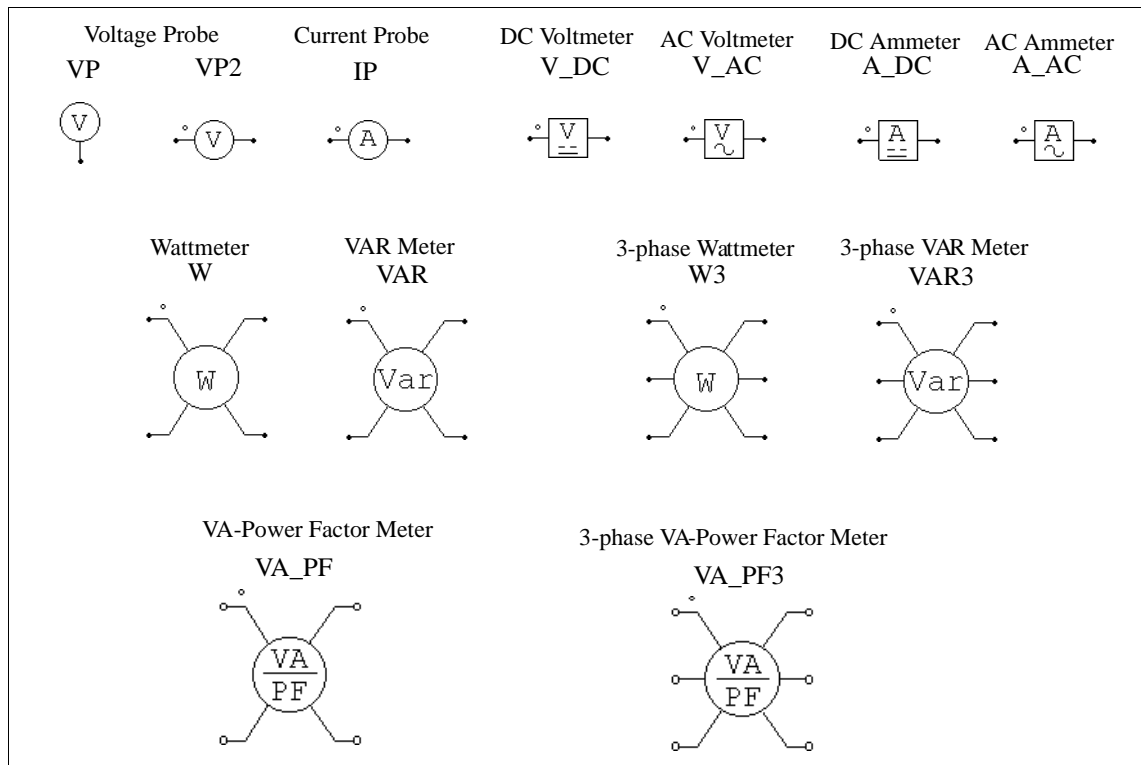 Voltage Probe Current Probe DC Voltmeter AC Voltmeter DC Ammeter AC Ammeter
VP VP2 IP V_DC V_AC A_DC A_AC
V V A V V A A
Wattmeter VAR Meter 3-phase Wattmeter 3-phase VAR Meter
W VAR W3 VAR3
W Var W Var
VA-Power Factor Meter 3-phase VA-Power Factor Meter
VA_PF VA_PF3
VA VA
PF PF